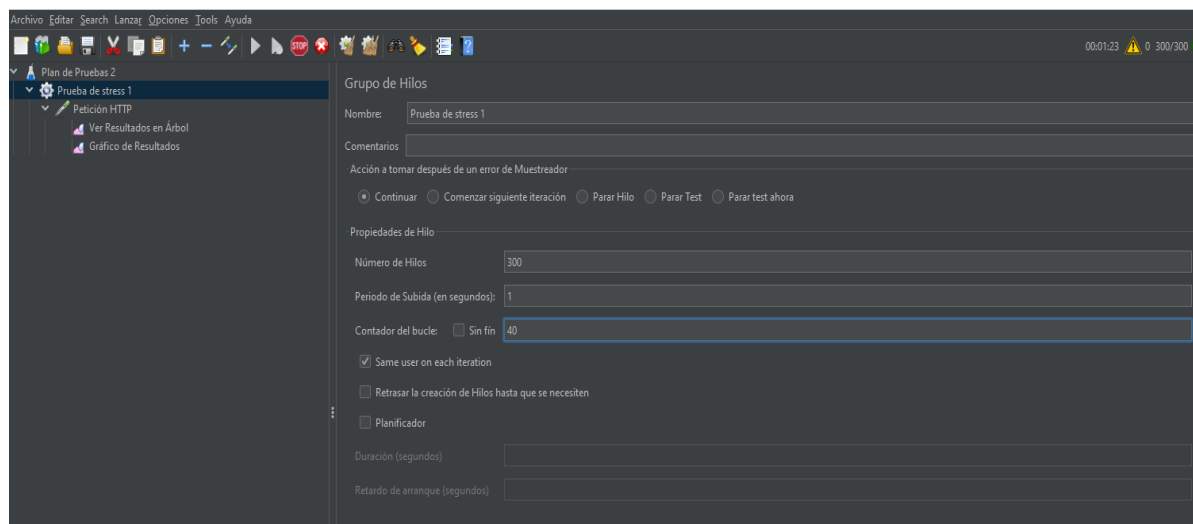 Archivo Editar Search Lanzar Opciones Tools Ayuda
STOP
00:01:23 0 300/300
Plan de Pruebas 2
Prueba de stress 1
Petición HTTP
Ver Resultados en Árbol
Gráfico de Resultados
Grupo de Hilos
Nombre: Prueba de stress 1
Comentarios
Acción a tomar después de un error de Muestreador
Continuar Comenzar siguiente iteración Parar Hilo Parar Test Parar test ahora
Propiedades de Hilo
Número de Hilos 300
Periodo de Subida (en segundos): 1
Contador del bucle: Sin fín 40
Same user on each iteration
Retrasar la creación de Hilos hasta que se necesiten
Planificador
Duración (segundos)
Retardo de arranque (segundos)